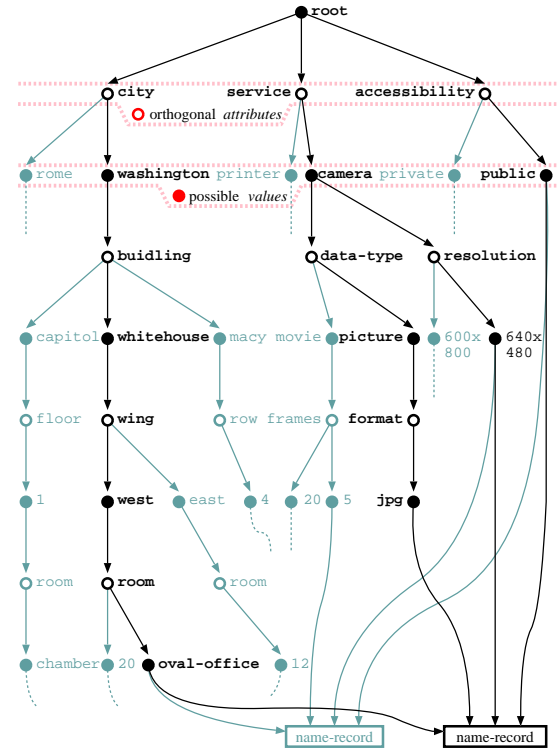 root
city service accessibility
orthogonal attributes
rome washington printer camera private public
possible values
buidling data-type resolution
capitol whitehouse macy movie picture 600x 640x
800 480
floor wing row frames format
1 west east 4 20 5 jpg
room room room
chamber 20 oval-office 12
name-record name-record